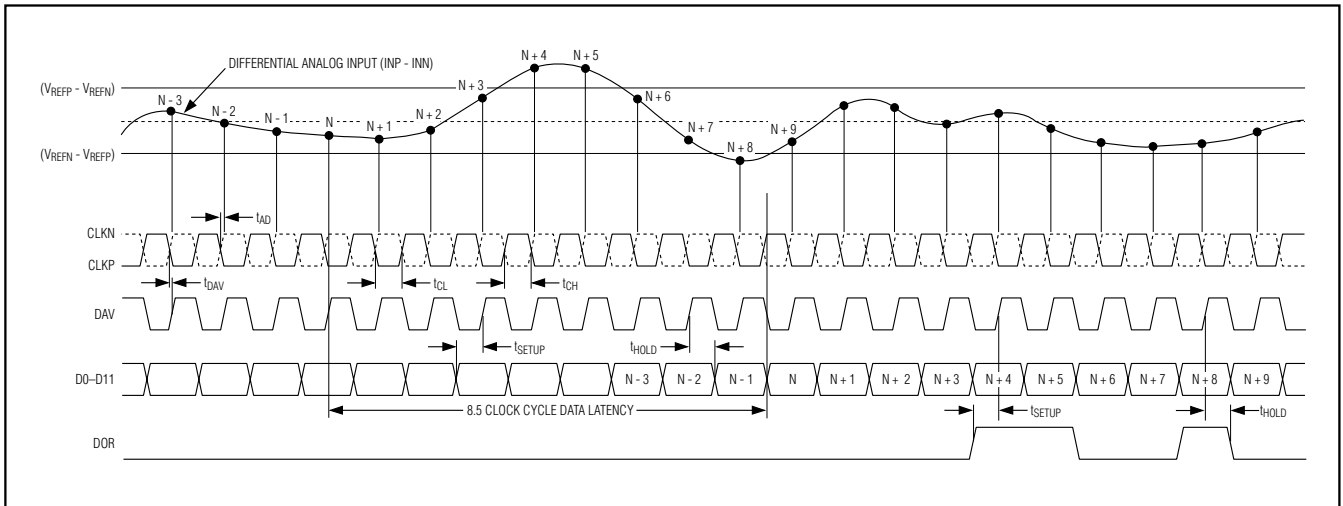 DIFFERENTIAL ANALOG INPUT (INP - INN)
(VREFP - VREFN)
(VREFN - VREFP)
N - 3
N - 2
N - 1
N
N + 1
N + 2
N + 3
N + 4
N + 5
N + 6
N + 7
N + 8
N + 9
tAD
CLKN
CLKP
tDAV
tCL
tCH
DAV
tSETUP
tHOLD
D0–D11
N - 3
N - 2
N - 1
N
N + 1
N + 2
N + 3
N + 4
N + 5
N + 6
N + 7
N + 8
N + 9
8.5 CLOCK CYCLE DATA LATENCY
tSETUP
tHOLD
DOR